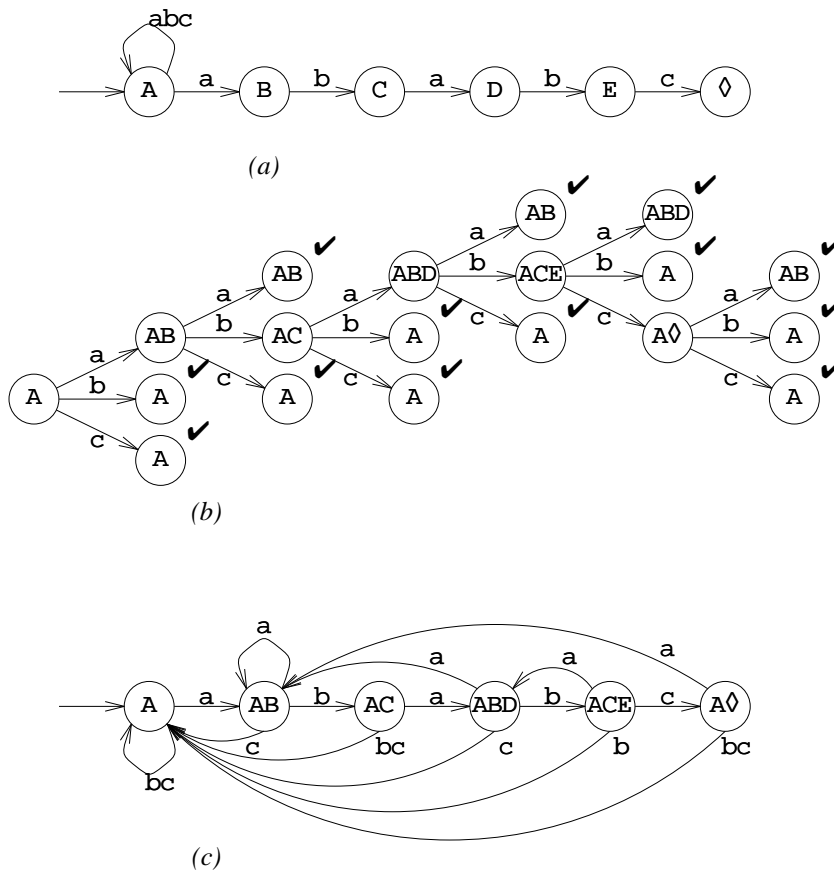 abc
A a B b C a D b E c ◊
(a)
AB ✔ ABD ✔
a a
AB ✔ ABD b ACE ✔ b A ✔ AB ✔
a a c c a
AB b AC b A ✔ A ✔ A◊ b A ✔
a c c c
A b A ✔ A ✔ A ✔ A ✔
c
A ✔
(b)
a a
a a
A a AB b AC a ABD b ACE c A◊
c bc c b bc
bc
(c)